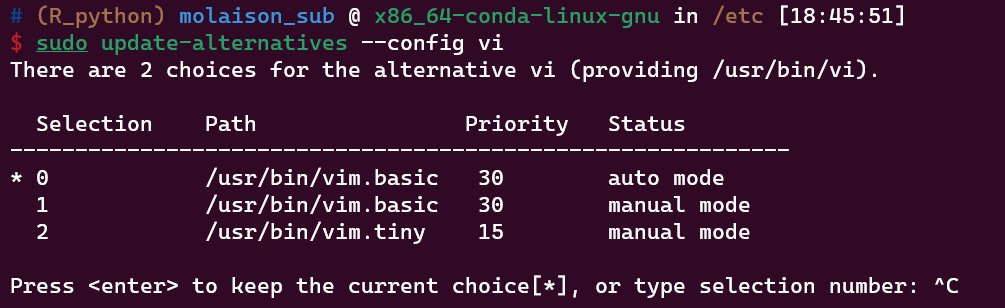 # (R_python) molaison_sub @ x86_64-conda-linux-gnu in /etc [18:45:51]
$ sudo update-alternatives --config vi
There are 2 choices for the alternative vi (providing /usr/bin/vi).

  Selection    Path                Priority   Status
------------------------------------------------------------
* 0            /usr/bin/vim.basic   30        auto mode
  1            /usr/bin/vim.basic   30        manual mode
  2            /usr/bin/vim.tiny    15        manual mode

Press <enter> to keep the current choice[*], or type selection number: ^C